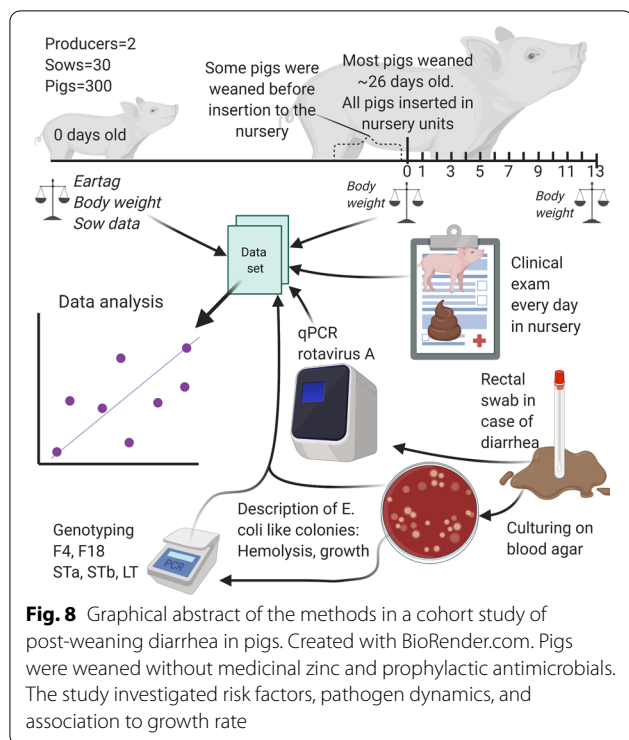 Producers=2
Sows=30
Pigs=300
0 days old
Some pigs were
weaned before
insertion to the
nursery
Most pigs weaned
~26 days old.
All pigs inserted in
nursery units
0 1 3 5 7 9 11 13
Eartag
Body weight
Sow data
Body
weight
Body
weight
Data
set
Clinical
exam
every day
in nursery
Data analysis
qPCR
rotavirus A
Rectal
swab in
case of
diarrhea
Culturing on
blood agar
Description of E.
coli like colonies:
Hemolysis, growth
Genotyping
F4, F18
STa, STb, LT
PCR
Fig. 8 Graphical abstract of the methods in a cohort study of
post-weaning diarrhea in pigs. Created with BioRender.com. Pigs
were weaned without medicinal zinc and prophylactic antimicrobials.
The study investigated risk factors, pathogen dynamics, and
association to growth rate